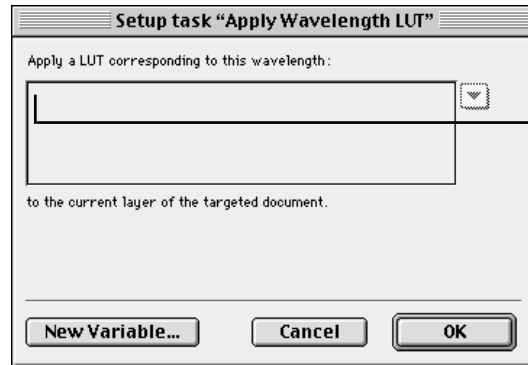 Setup task “Apply Wavelength LUT”
Apply a LUT corresponding to this wavelength:
to the current layer of the targeted document.
New Variable... Cancel OK